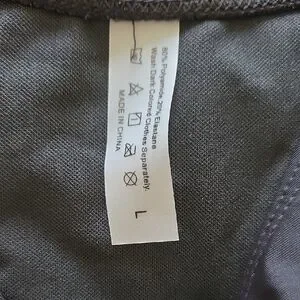 80% Polyamide, 20% Elastane
Wash Dark Colored Clothes Separately.
MADE IN CHINA
L